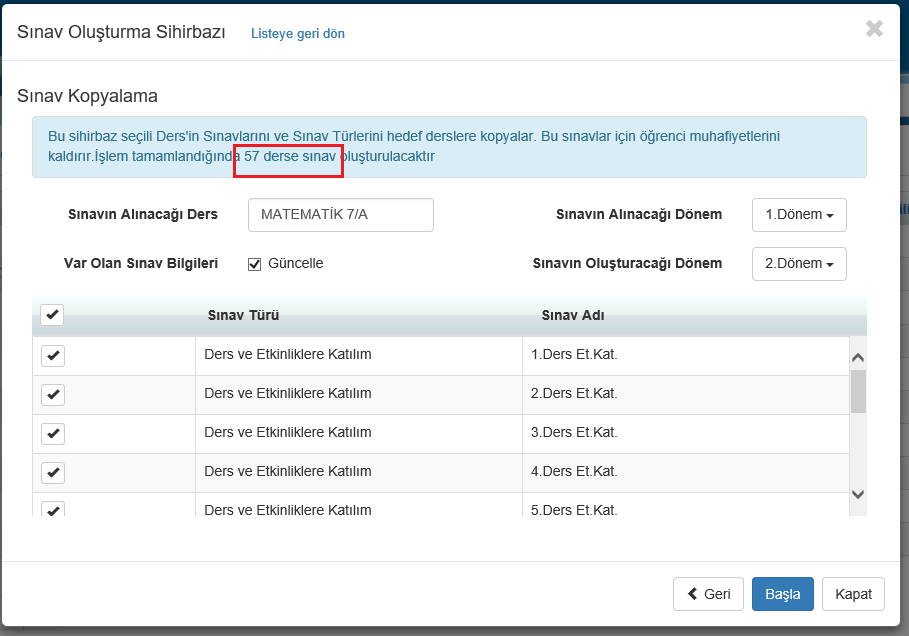 Sınav Oluşturma Sihirbazı Listeye geri dön
Sınav Kopyalama
Bu sihirbaz seçili Ders'in Sınavlarını ve Sınav Türlerini hedef derslere kopyalar. Bu sınavlar için öğrenci muhafiyetlerini
kaldırır.İşlem tamamlandığında 57 derse sınav oluşturulacaktır
Sınavın Alınacağı Ders MATEMATİK 7/A Sınavın Alınacağı Dönem 1.Dönem
Var Olan Sınav Bilgileri Güncelle Sınavın Oluşturacağı Dönem 2.Dönem
Sınav Türü Sınav Adı
Ders ve Etkinliklere Katılım 1.Ders Et.Kat.
Ders ve Etkinliklere Katılım 2.Ders Et.Kat.
Ders ve Etkinliklere Katılım 3.Ders Et.Kat.
Ders ve Etkinliklere Katılım 4.Ders Et.Kat.
Ders ve Etkinliklere Katılım 5.Ders Et.Kat.
Geri Başla Kapat